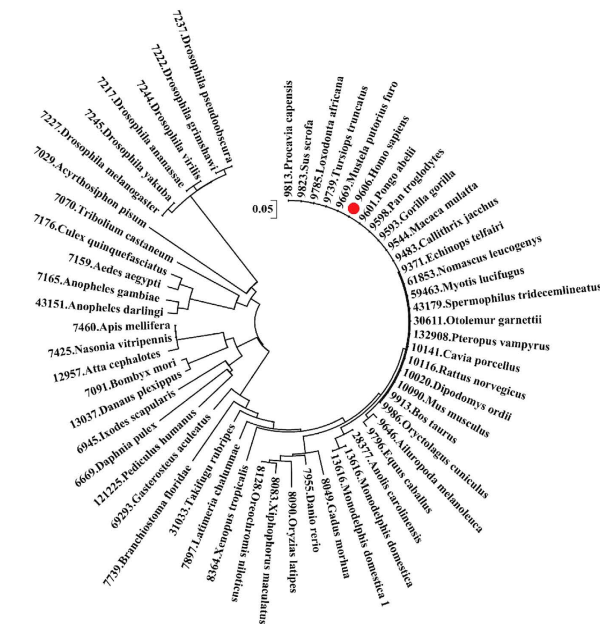 9813.Procavia capensis
9823.Sus scrofa
9785.Loxodonta africana
9739.Tursiops truncatus
9669.Mustela putorius furo
9606.Homo sapiens
9601.Pongo abelii
9598.Pan troglodytes
9593.Gorilla gorilla
9544.Macaca mulatta
9483.Callithrix jacchus
9371.Echinops telfairi
61853.Nomascus leucogenys
59463.Myotis lucifugus
43179.Spermophilus tridecemlineatus
30611.Otolemur garnettii
132908.Pteropus vampyrus
10141.Cavia porcellus
10116.Rattus norvegicus
10020.Dipodomys ordii
10090.Mus musculus
9913.Bos taurus
9986.Oryctolagus cuniculus
9646.Ailuropoda melanoleuca
9796.Equus caballus
28377.Anolis carolinensis
13616.Monodelphis domestica
13616.Monodelphis domestica 1
8049.Gadus morhua
7955.Danio rerio
8090.Oryzias latipes
8083.Xiphophorus maculatus
8128.Oreochromis niloticus
8364.Xenopus tropicalis
7897.Latimeria chalumnae
31033.Takifugu rubripes
7739.Branchiostoma floridae
69293.Gasterosteus aculeatus
121225.Pediculus humanus
6669.Daphnia pulex
6945.Ixodes scapularis
13037.Danaus plexippus
7091.Bombyx mori
12957.Atta cephalotes
7425.Nasonia vitripennis
7460.Apis mellifera
43151.Anopheles darlingi
7165.Anopheles gambiae
7159.Aedes aegypti
7176.Culex quinquefasciatus
7070.Tribolium castaneum
7029.Acyrthosiphon pisum
7227.Drosophila melanogaster
7245.Drosophila yakuba
7217.Drosophila ananassae
7244.Drosophila virilis
7222.Drosophila grimshawi
7237.Drosophila pseudoobscura
0.05